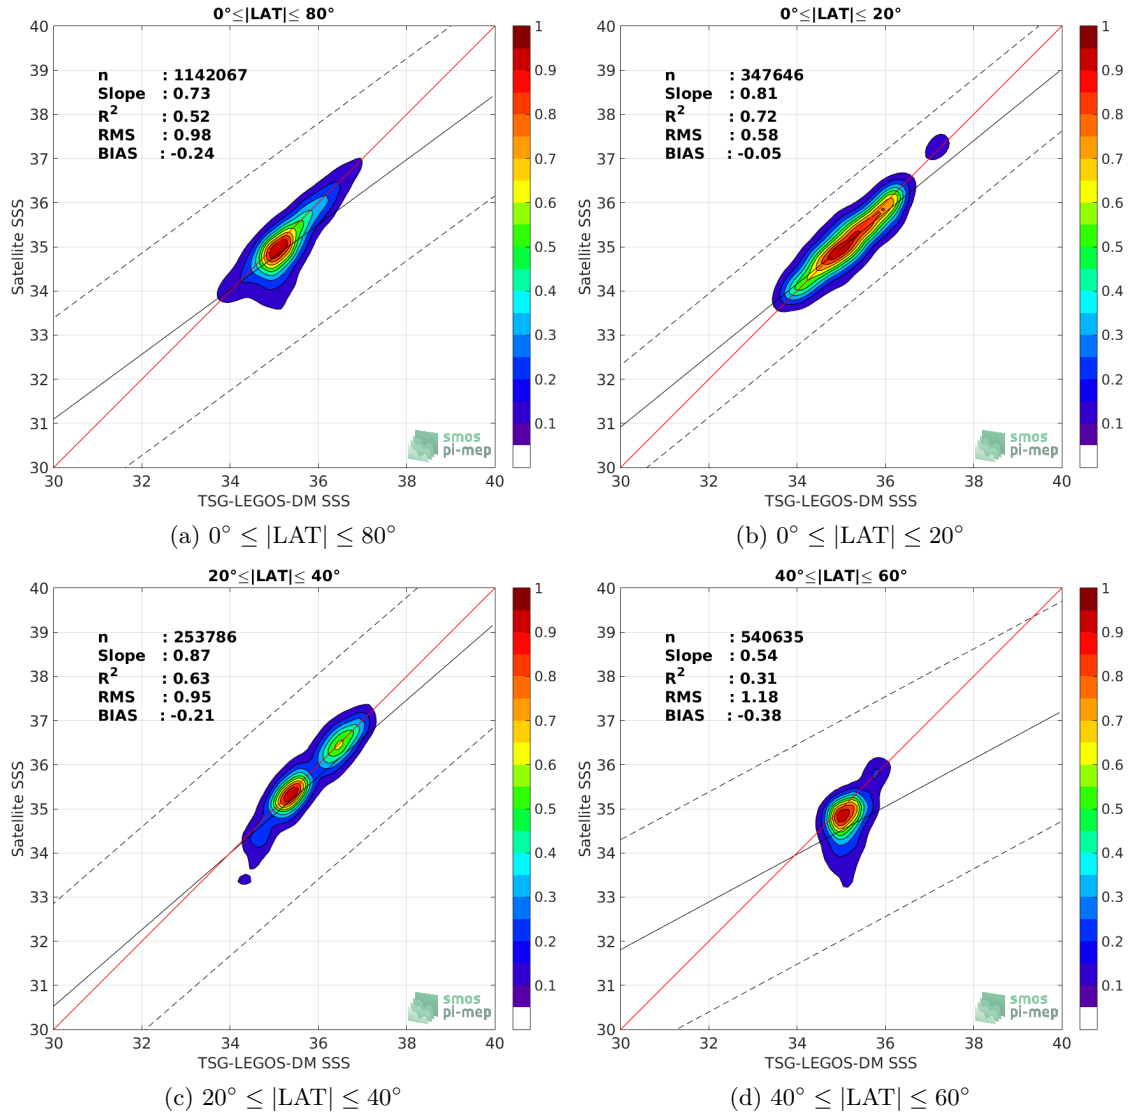 0°≤|LAT|≤ 80°
n : 1142067
Slope : 0.73
R² : 0.52
RMS : 0.98
BIAS : -0.24
Satellite SSS
40
39
38
37
36
35
34
33
32
31
30
30 32 34 36 38 40
TSG-LEGOS-DM SSS
1
0.9
0.8
0.7
0.6
0.5
0.4
0.3
0.2
0.1
smos
pi-mep
(a) 0° ≤ |LAT| ≤ 80°
0°≤|LAT|≤ 20°
n : 347646
Slope : 0.81
R² : 0.72
RMS : 0.58
BIAS : -0.05
Satellite SSS
40
39
38
37
36
35
34
33
32
31
30
30 32 34 36 38 40
TSG-LEGOS-DM SSS
1
0.9
0.8
0.7
0.6
0.5
0.4
0.3
0.2
0.1
smos
pi-mep
(b) 0° ≤ |LAT| ≤ 20°
20°≤|LAT|≤ 40°
n : 253786
Slope : 0.87
R² : 0.63
RMS : 0.95
BIAS : -0.21
Satellite SSS
40
39
38
37
36
35
34
33
32
31
30
30 32 34 36 38 40
TSG-LEGOS-DM SSS
1
0.9
0.8
0.7
0.6
0.5
0.4
0.3
0.2
0.1
smos
pi-mep
(c) 20° ≤ |LAT| ≤ 40°
40°≤|LAT|≤ 60°
n : 540635
Slope : 0.54
R² : 0.31
RMS : 1.18
BIAS : -0.38
Satellite SSS
40
39
38
37
36
35
34
33
32
31
30
30 32 34 36 38 40
TSG-LEGOS-DM SSS
1
0.9
0.8
0.7
0.6
0.5
0.4
0.3
0.2
0.1
smos
pi-mep
(d) 40° ≤ |LAT| ≤ 60°